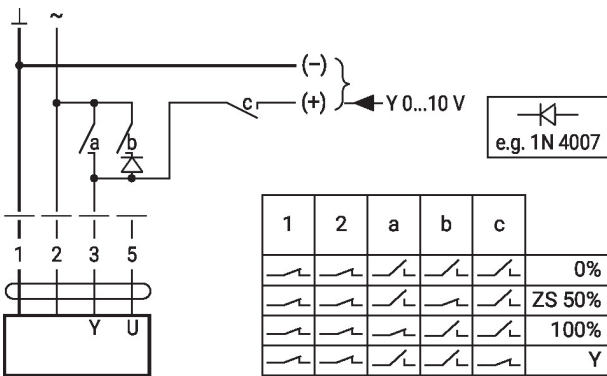 ⊥ ~
(–)
c (+) Y 0...10 V
a b
e.g. 1N 4007
1 2 3 5
Y U
1 2 a b c
0%
ZS 50%
100%
Y